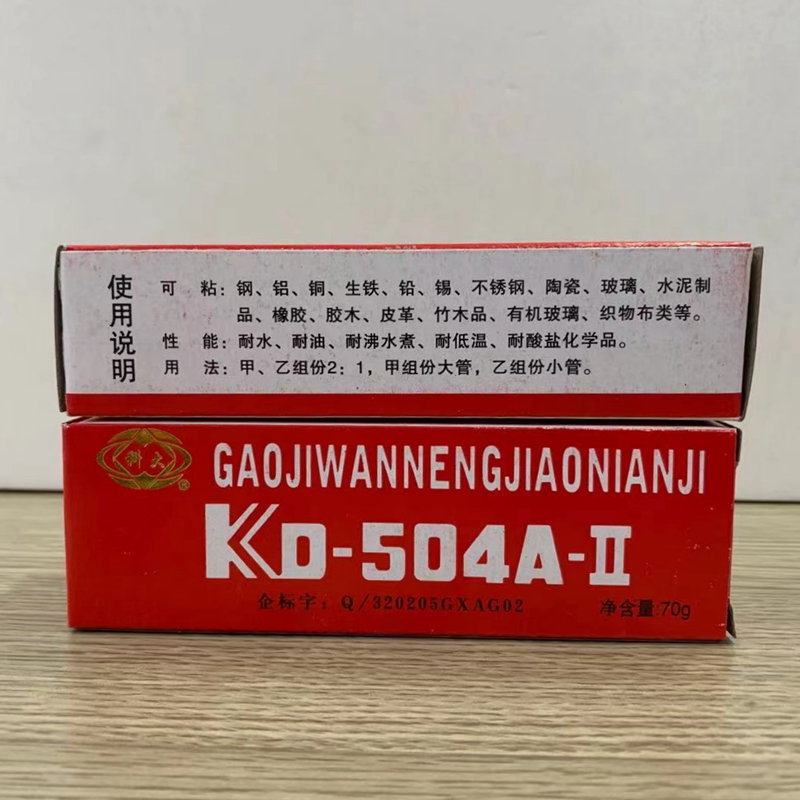 使用说明
可 粘：钢、铝、铜、生铁、铅、锡、不锈钢、陶瓷、玻璃、水泥制
品、橡胶、胶木、皮革、竹木品、有机玻璃、织物布类等。
性 能：耐水、耐油、耐沸水煮、耐低温、耐酸盐化学品。
用 法：甲、乙组份2：1，甲组份大管，乙组份小管。
科大®
GAOJIWANNENGJIAONIANJI
KD-504A-II
企标字：Q/320205GXAG02
净含量:70g